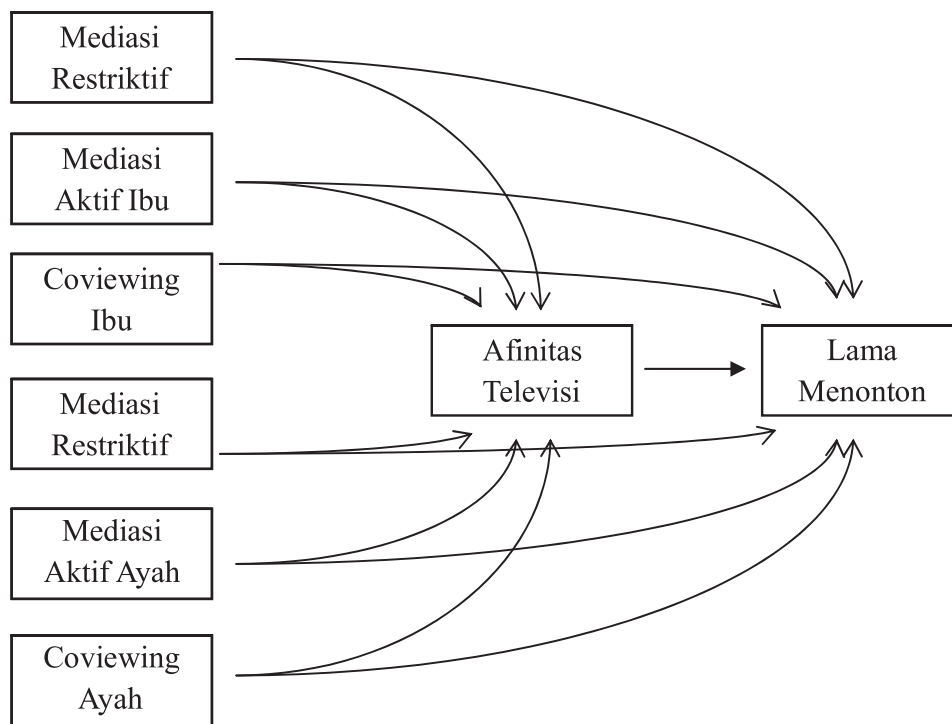 Mediasi
Restriktif
Mediasi
Aktif Ibu
Coviewing
Ibu
Mediasi
Restriktif
Mediasi
Aktif Ayah
Coviewing
Ayah
Afinitas
Televisi
Lama
Menonton